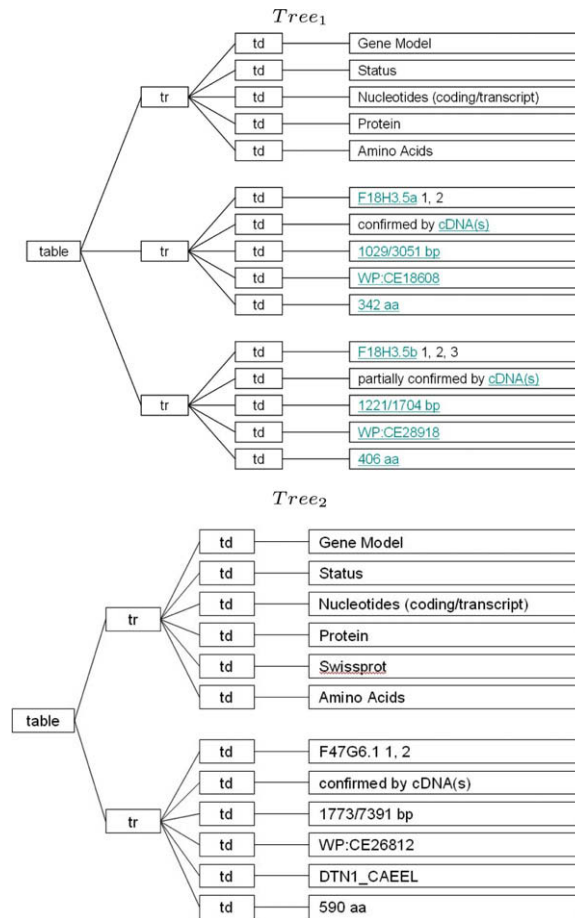 Tree1
td Gene Model
td Status
tr td Nucleotides (coding/transcript)
td Protein
td Amino Acids
td F18H3.5a 1, 2
td confirmed by cDNA(s)
table tr td 1029/3051 bp
td WP:CE18608
td 342 aa
td F18H3.5b 1, 2, 3
td partially confirmed by cDNA(s)
tr td 1221/1704 bp
td WP:CE28918
td 406 aa
Tree2
td Gene Model
td Status
td Nucleotides (coding/transcript)
tr
td Protein
td Swissprot
td Amino Acids
table
td F47G6.1 1, 2
td confirmed by cDNA(s)
td 1773/7391 bp
tr
td WP:CE26812
td DTN1_CAEEL
td 590 aa